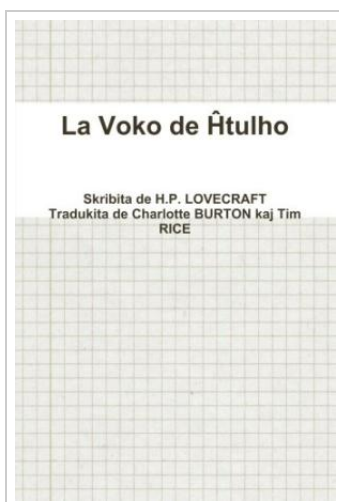 La Voko de Ĥtulho
Skribita de H.P. LOVECRAFT
Tradukita de Charlotte BURTON kaj Tim
RICE